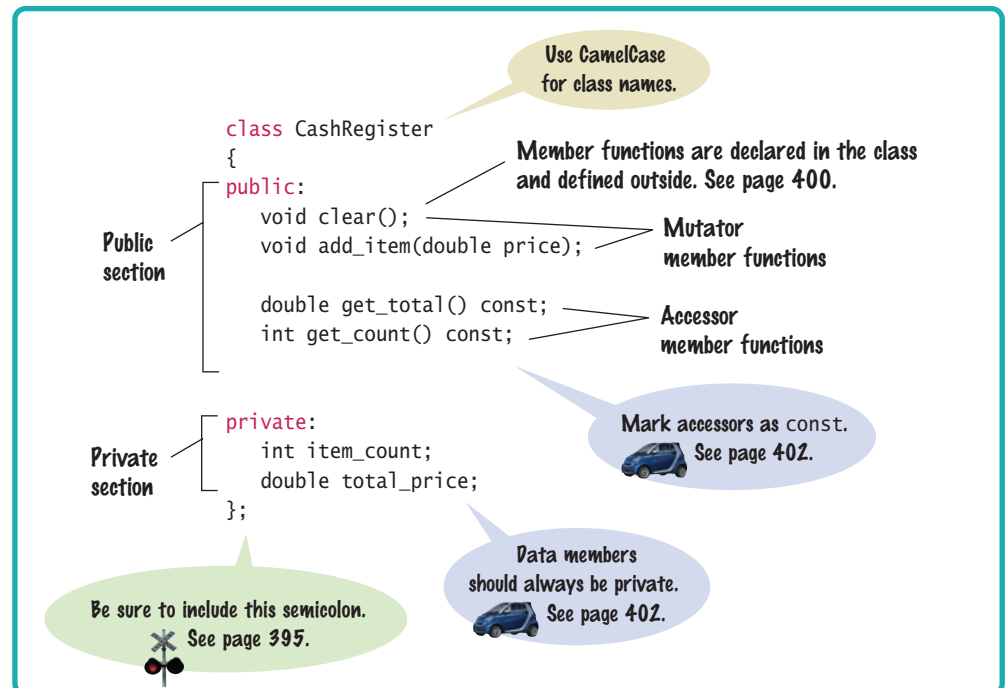 Use CamelCase
for class names.
class CashRegister
{
Member functions are declared in the class
and defined outside. See page 400.
public:
void clear();
Mutator
member functions
void add_item(double price);
Public
section
double get_total() const;
int get_count() const;
Accessor
member functions
Mark accessors as const.
See page 402.
private:
int item_count;
double total_price;
Private
section
};
Data members
should always be private.
See page 402.
Be sure to include this semicolon.
See page 395.